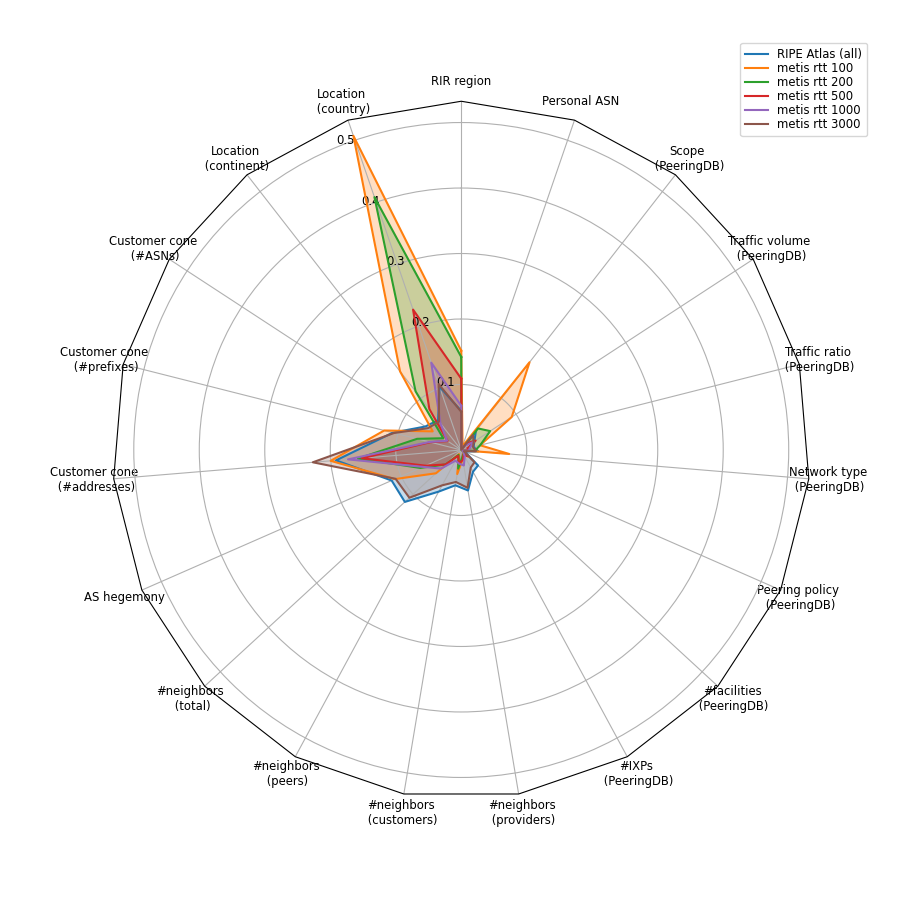 RIPE Atlas (all)
metis rtt 100
metis rtt 200
metis rtt 500
metis rtt 1000
metis rtt 3000
RIR region
Personal ASN
Scope
(PeeringDB)
Traffic volume
(PeeringDB)
Traffic ratio
(PeeringDB)
Network type
(PeeringDB)
Peering policy
(PeeringDB)
#facilities
(PeeringDB)
#IXPs
(PeeringDB)
#neighbors
(providers)
#neighbors
(customers)
#neighbors
(peers)
#neighbors
(total)
AS hegemony
Customer cone
(#addresses)
Customer cone
(#prefixes)
Customer cone
(#ASNs)
Location
(continent)
Location
(country)
0.5
0.4
0.3
0.2
0.1